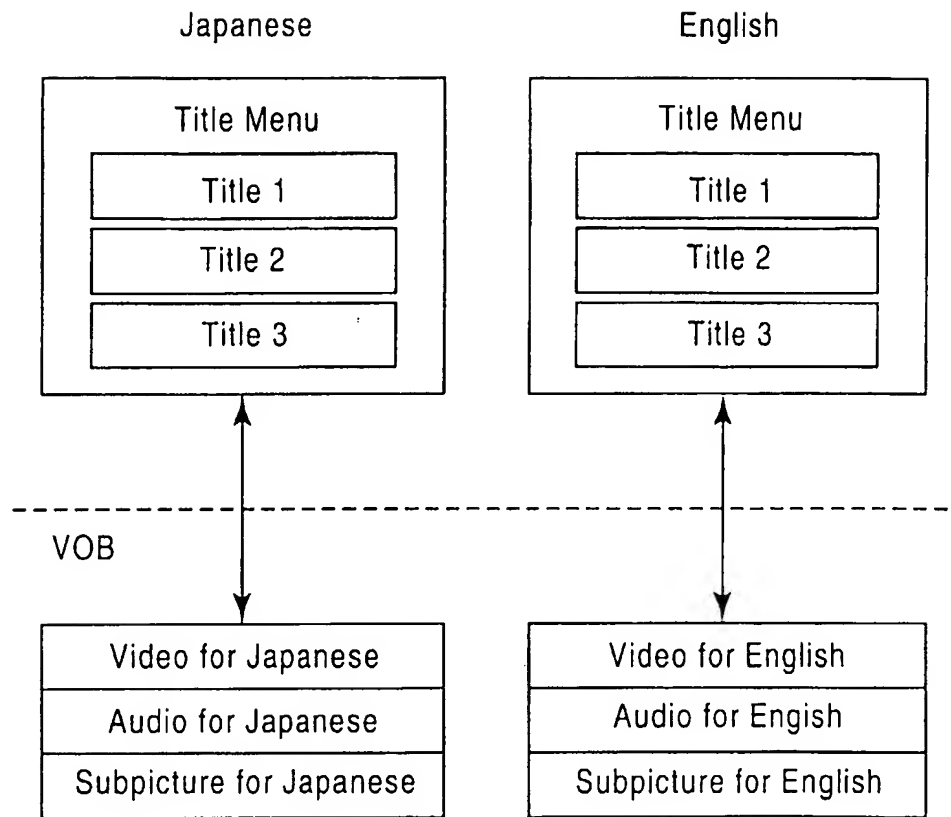 Japanese
English
Title Menu
Title 1
Title 2
Title 3
Title Menu
Title 1
Title 2
Title 3
VOB
Video for Japanese
Audio for Japanese
Subpicture for Japanese
Video for English
Audio for Engish
Subpicture for English